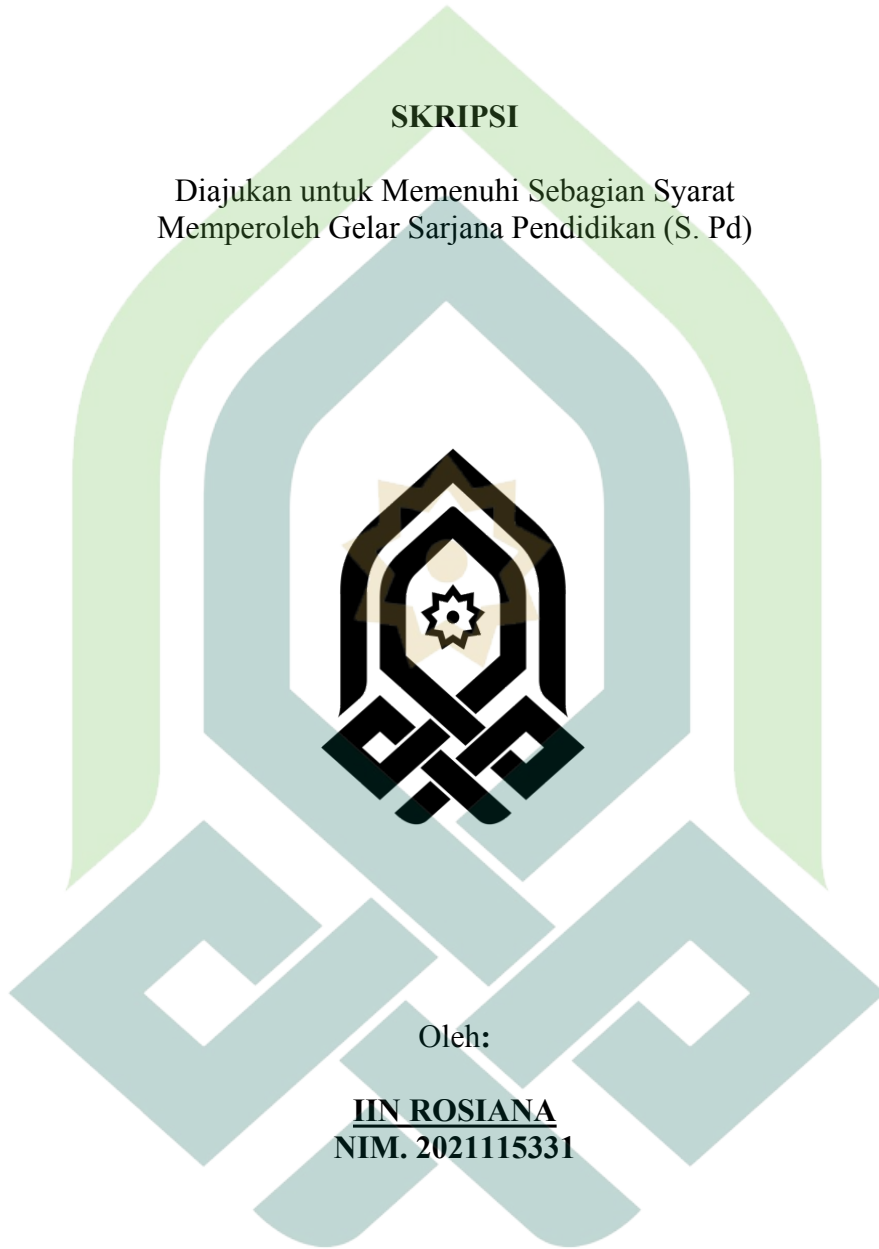 SKRIPSI
Diajukan untuk Memenuhi Sebagian Syarat
Memperoleh Gelar Sarjana Pendidikan (S. Pd)
Oleh:
IIN ROSIANA
NIM. 2021115331